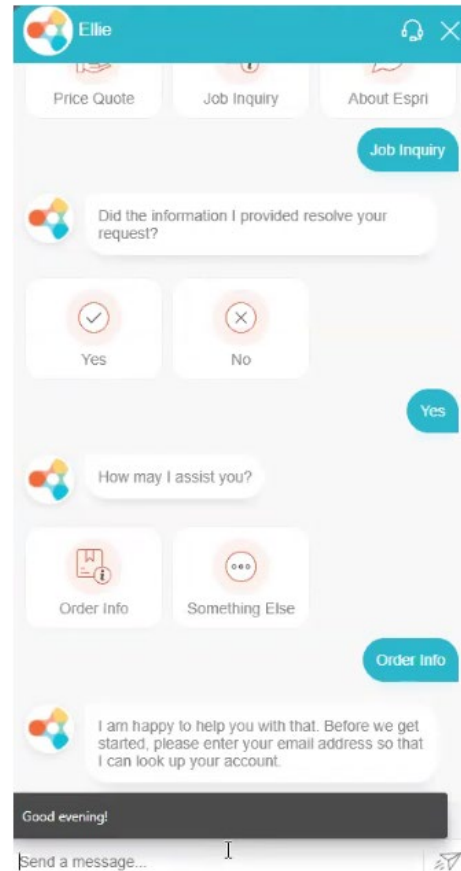 Ellie
Price Quote
Job Inquiry
About Espri
Job Inquiry
Did the information I provided resolve your
request?
Yes
No
Yes
How may I assist you?
Order Info
Something Else
Order Info
I am happy to help you with that. Before we get
started, please enter your email address so that
I can look up your account.
Good evening!
Send a message...